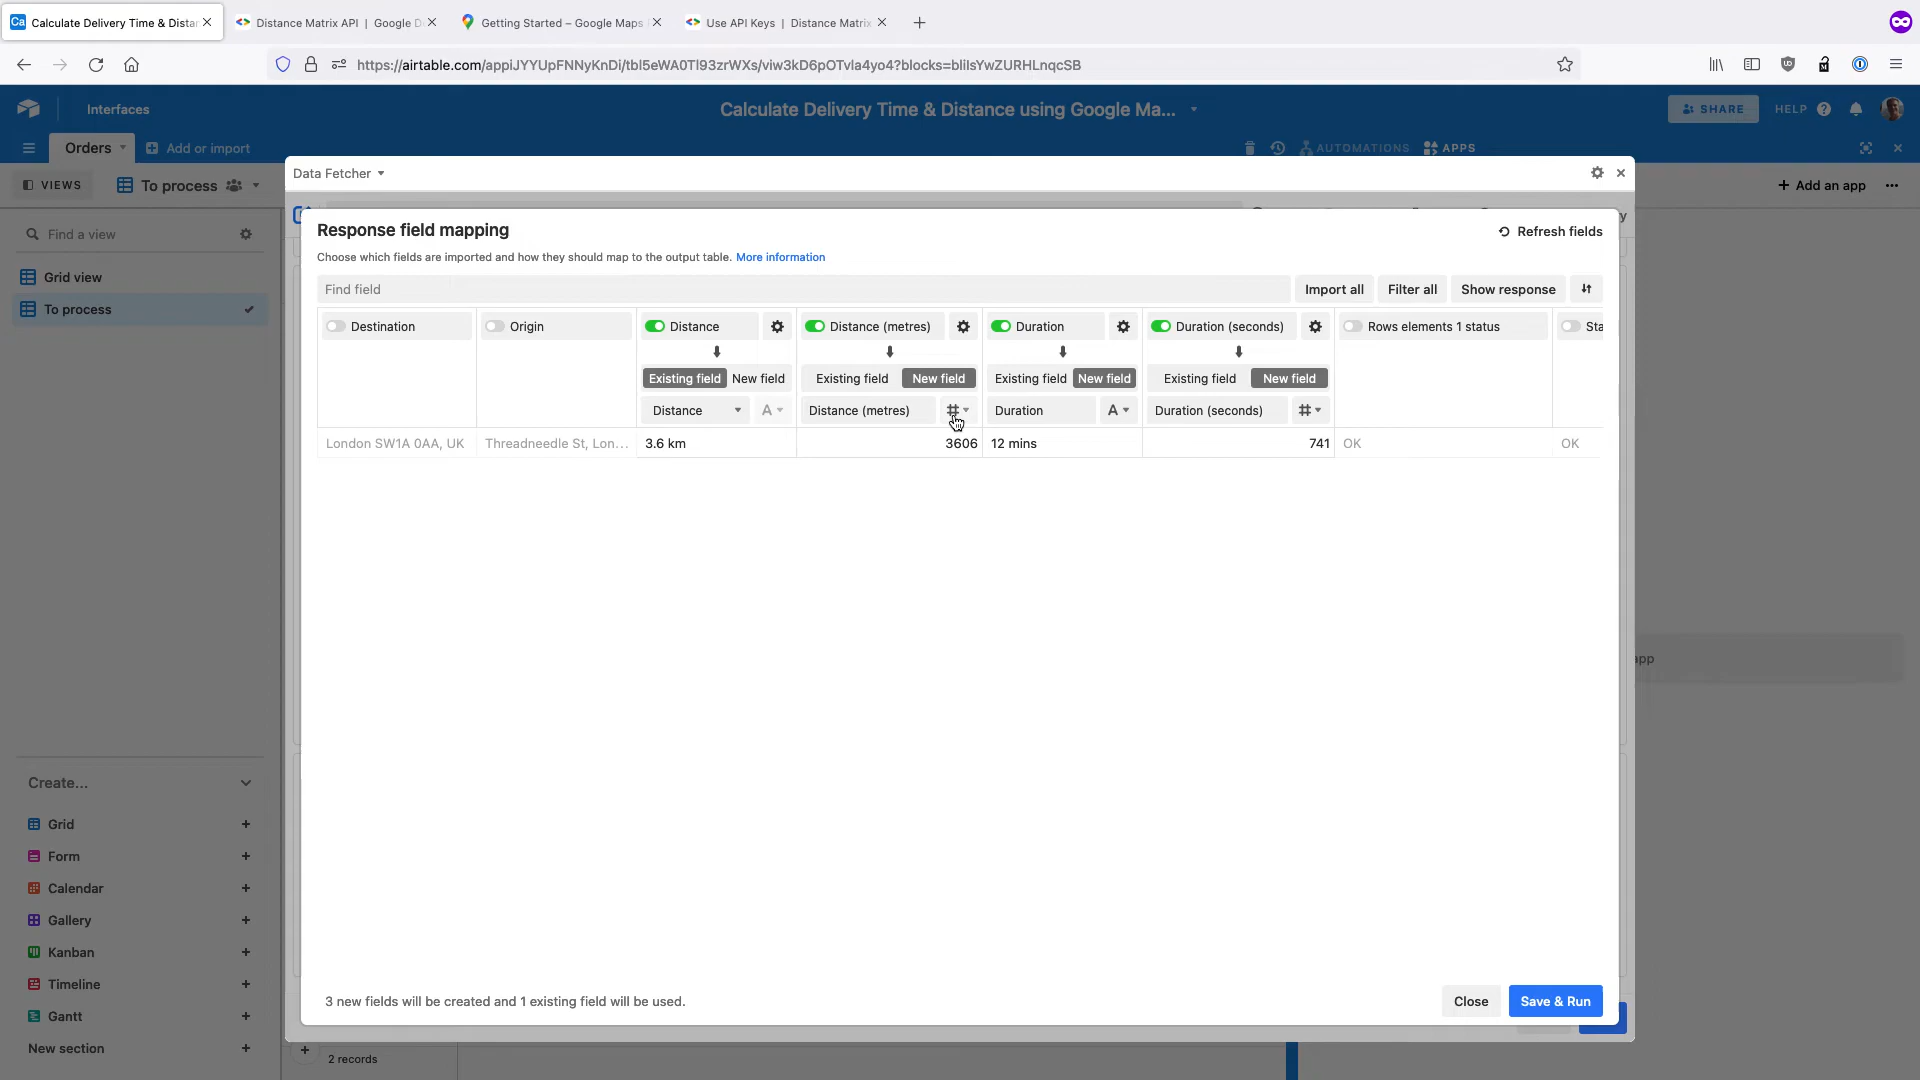 Calculate Delivery Time & Distan
Distance Matrix API | Google D
Getting Started – Google Maps
Use API Keys | Distance Matrix
https://airtable.com/appiJYYUpFNNyKnDi/tbl5eWA0Tl93zrWXs/viw3kD6pOTvla4yo4?blocks=bliIsYwZURHLnqcSB
Interfaces
Calculate Delivery Time & Distance using Google Ma...
SHARE
HELP
Orders
Add or import
AUTOMATIONS
APPS
VIEWS
To process
Data Fetcher
Add an app
Find a view
Response field mapping
Refresh fields
Choose which fields are imported and how they should map to the output table. More information
Grid view
Find field
Import all
Filter all
Show response
To process
Destination
Origin
Distance
Distance (metres)
Duration
Duration (seconds)
Rows elements 1 status
Sta
Existing field New field
Existing field New field
Existing field New field
Existing field New field
Distance A
Distance (metres) #
Duration A
Duration (seconds) #
London SW1A 0AA, UK
Threadneedle St, Lon...
3.6 km
3606
12 mins
741
OK
OK
app
Create...
Grid
Form
Calendar
Gallery
Kanban
Timeline
Gantt
New section
3 new fields will be created and 1 existing field will be used.
Close
Save & Run
2 records